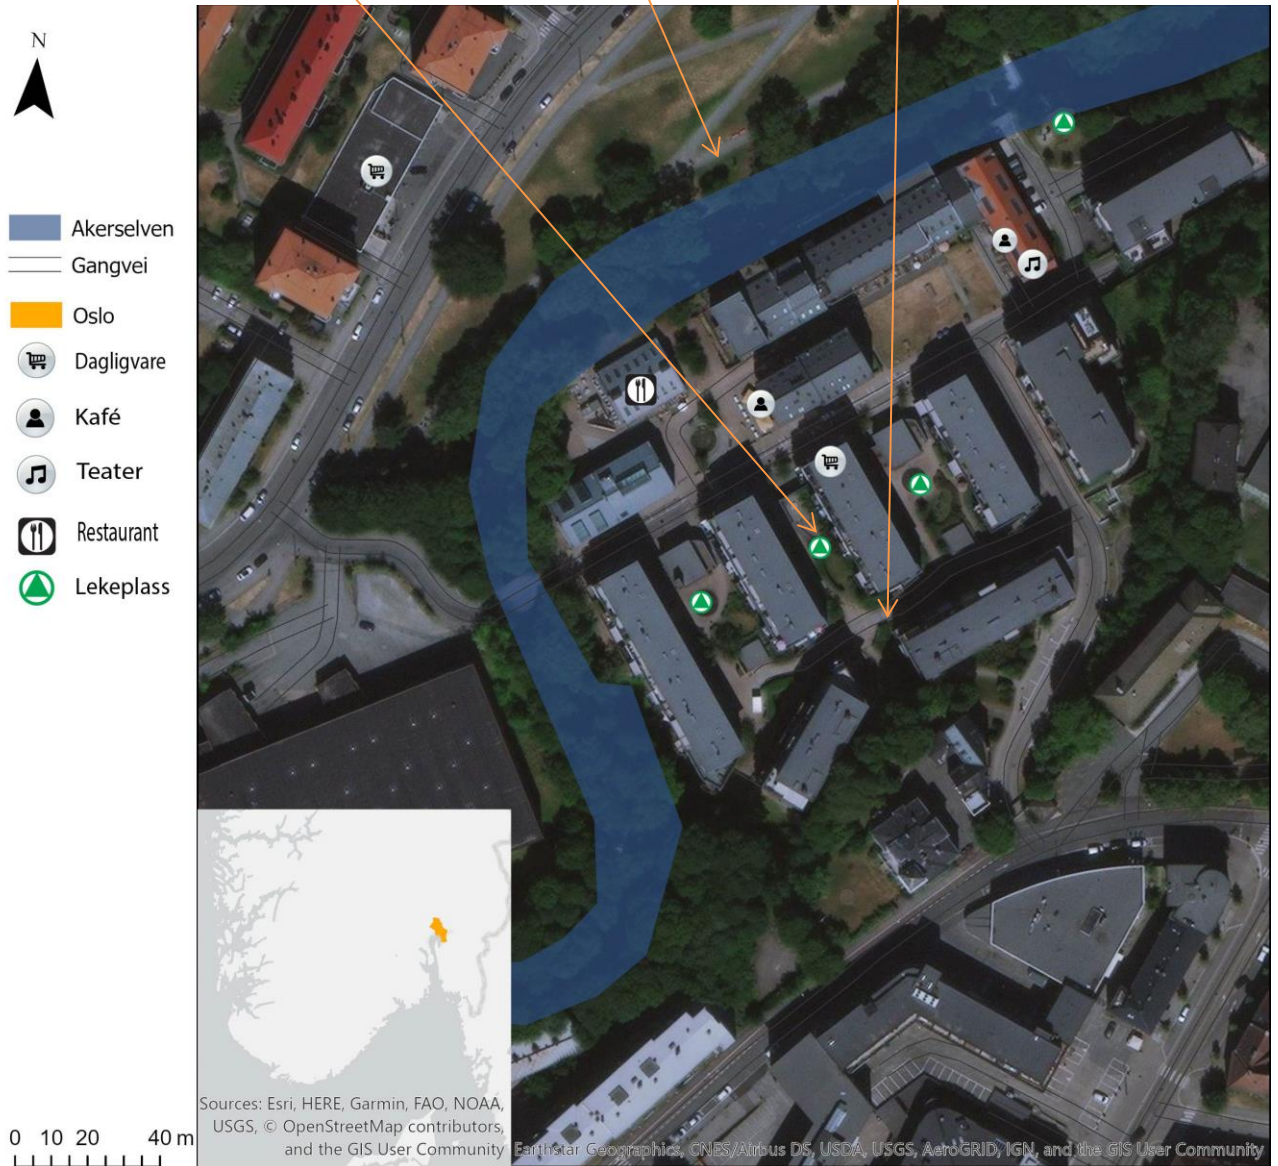 N
Akerselven
Gangvei
Oslo
Dagligvare
Kafé
Teater
Restaurant
Lekeplass
0 10 20 40 m
Sources: Esri, HERE, Garmin, FAO, NOAA,
USGS, © OpenStreetMap contributors,
and the GIS User Community
Earthstar Geographics, CNES/Airbus DS, USDA, USGS, AeroGRID, IGN, and the GIS User Community